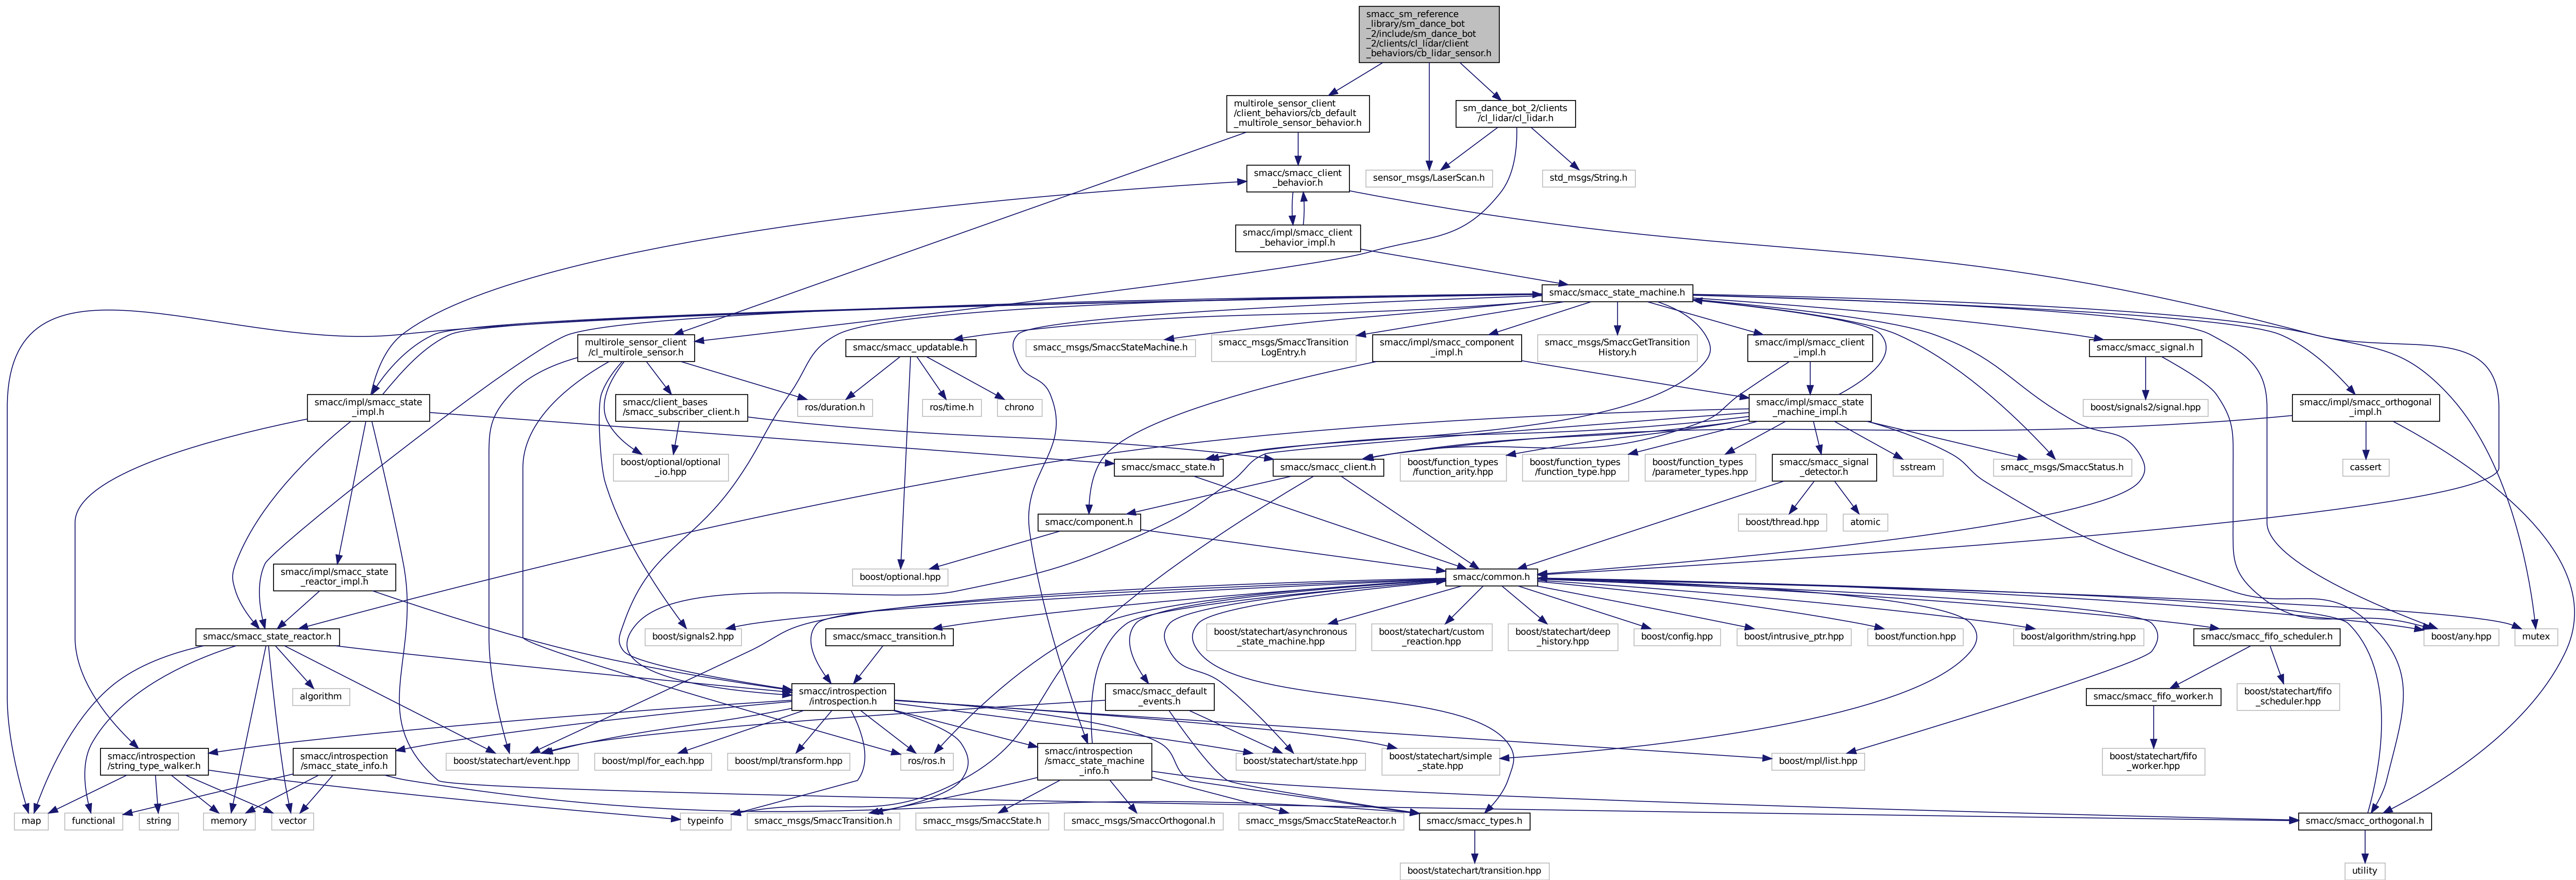 smacc_sm_reference
_library/sm_dance_bot
_2/include/sm_dance_bot
_2/clients/cl_lidar/client
_behaviors/cb_lidar_sensor.h
multirole_sensor_client
/client_behaviors/cb_default
_multirole_sensor_behavior.h
sm_dance_bot_2/clients
/cl_lidar/cl_lidar.h
smacc/smacc_client
_behavior.h
sensor_msgs/LaserScan.h
std_msgs/String.h
smacc/impl/smacc_client
_behavior_impl.h
smacc/smacc_state_machine.h
multirole_sensor_client
/cl_multirole_sensor.h
smacc/smacc_updatable.h
smacc_msgs/SmaccStateMachine.h
smacc_msgs/SmaccTransition
LogEntry.h
smacc/impl/smacc_component
_impl.h
smacc_msgs/SmaccGetTransition
History.h
smacc/impl/smacc_client
_impl.h
smacc/smacc_signal.h
smacc/impl/smacc_state
_impl.h
smacc/client_bases
/smacc_subscriber_client.h
ros/duration.h
ros/time.h
chrono
smacc/impl/smacc_state
_machine_impl.h
boost/signals2/signal.hpp
smacc/impl/smacc_orthogonal
_impl.h
boost/optional/optional
_io.hpp
smacc/smacc_state.h
smacc/smacc_client.h
boost/function_types
/function_arity.hpp
boost/function_types
/function_type.hpp
boost/function_types
/parameter_types.hpp
smacc/smacc_signal
_detector.h
sstream
smacc_msgs/SmaccStatus.h
cassert
smacc/component.h
boost/thread.hpp
atomic
smacc/impl/smacc_state
_reactor_impl.h
boost/optional.hpp
smacc/common.h
smacc/smacc_state_reactor.h
boost/signals2.hpp
smacc/smacc_transition.h
boost/statechart/asynchronous
_state_machine.hpp
boost/statechart/custom
_reaction.hpp
boost/statechart/deep
_history.hpp
boost/config.hpp
boost/intrusive_ptr.hpp
boost/function.hpp
boost/algorithm/string.hpp
smacc/smacc_fifo_scheduler.h
boost/any.hpp
mutex
algorithm
smacc/introspection
/introspection.h
smacc/smacc_default
_events.h
smacc/smacc_fifo_worker.h
boost/statechart/fifo
_scheduler.hpp
smacc/introspection
/string_type_walker.h
smacc/introspection
/smacc_state_info.h
boost/statechart/event.hpp
boost/mpl/for_each.hpp
boost/mpl/transform.hpp
ros/ros.h
smacc/introspection
/smacc_state_machine
_info.h
boost/statechart/state.hpp
boost/statechart/simple
_state.hpp
boost/mpl/list.hpp
boost/statechart/fifo
_worker.hpp
map
functional
string
memory
vector
typeinfo
smacc_msgs/SmaccTransition.h
smacc_msgs/SmaccState.h
smacc_msgs/SmaccOrthogonal.h
smacc_msgs/SmaccStateReactor.h
smacc/smacc_types.h
smacc/smacc_orthogonal.h
boost/statechart/transition.hpp
utility